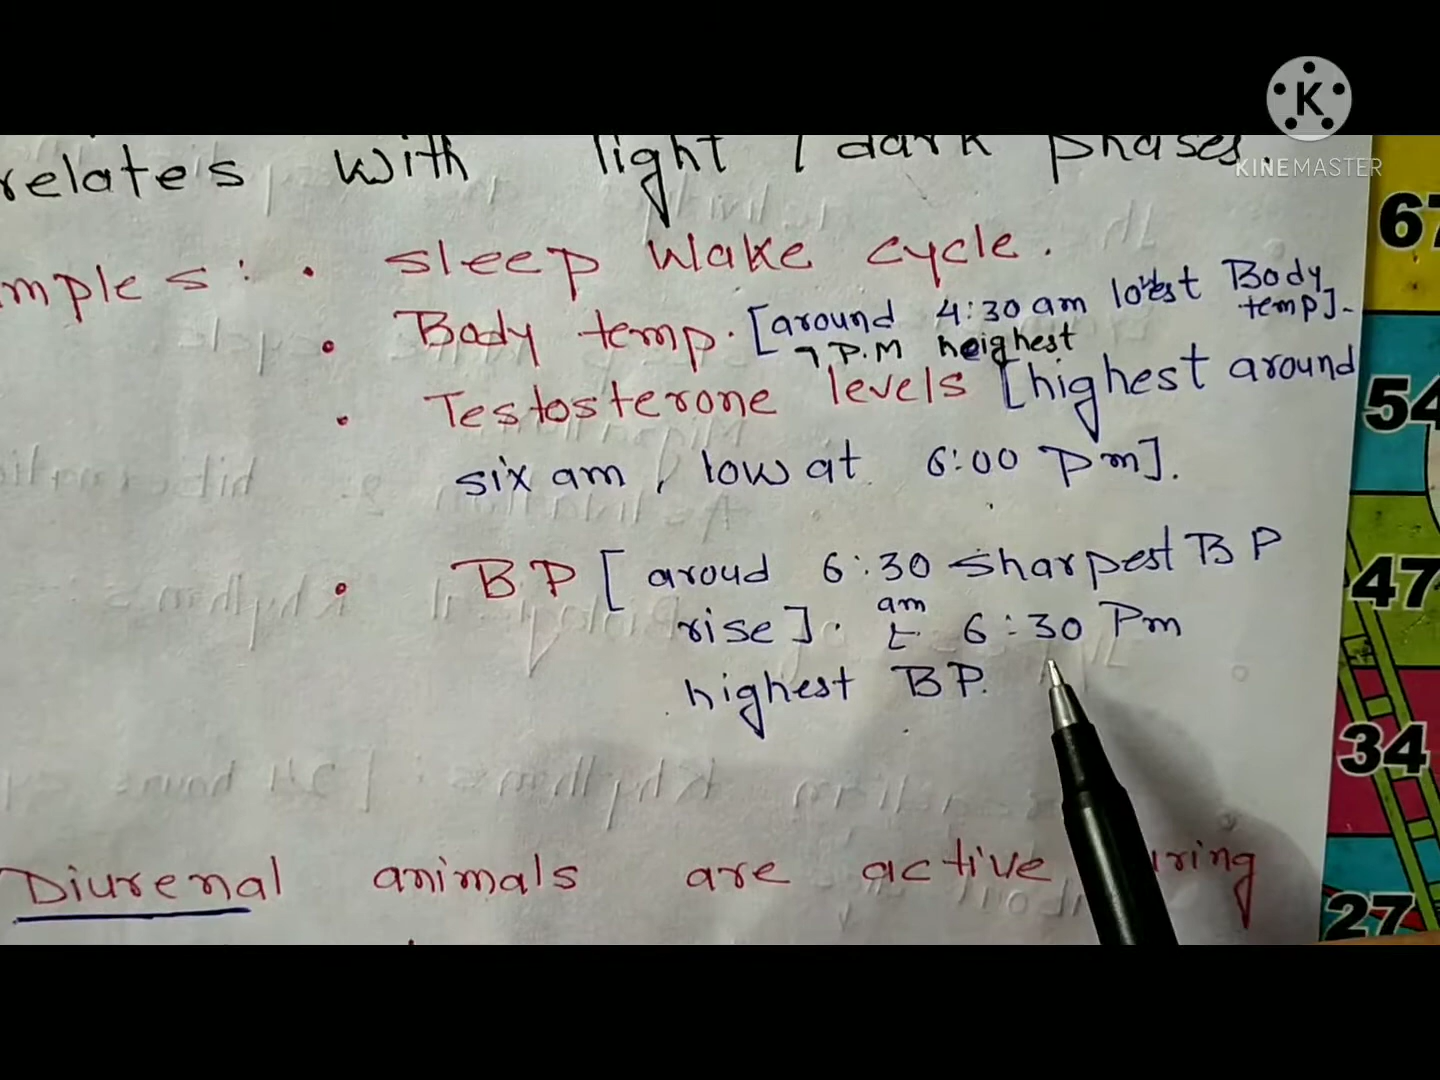 K
KINEMASTER
relates with light / dark phases.
mples: • sleep wake cycle.
• Body temp. [around 4:30 am lowest Body temp].
7 P.M heighest
• Testosterone levels [highest around
six am, low at 6:00 pm].
• BP [aroud 6:30 sharpest BP
am
rise]. 6:30 Pm
highest BP.
Diurenal animals are active uring
67
54
47
34
27